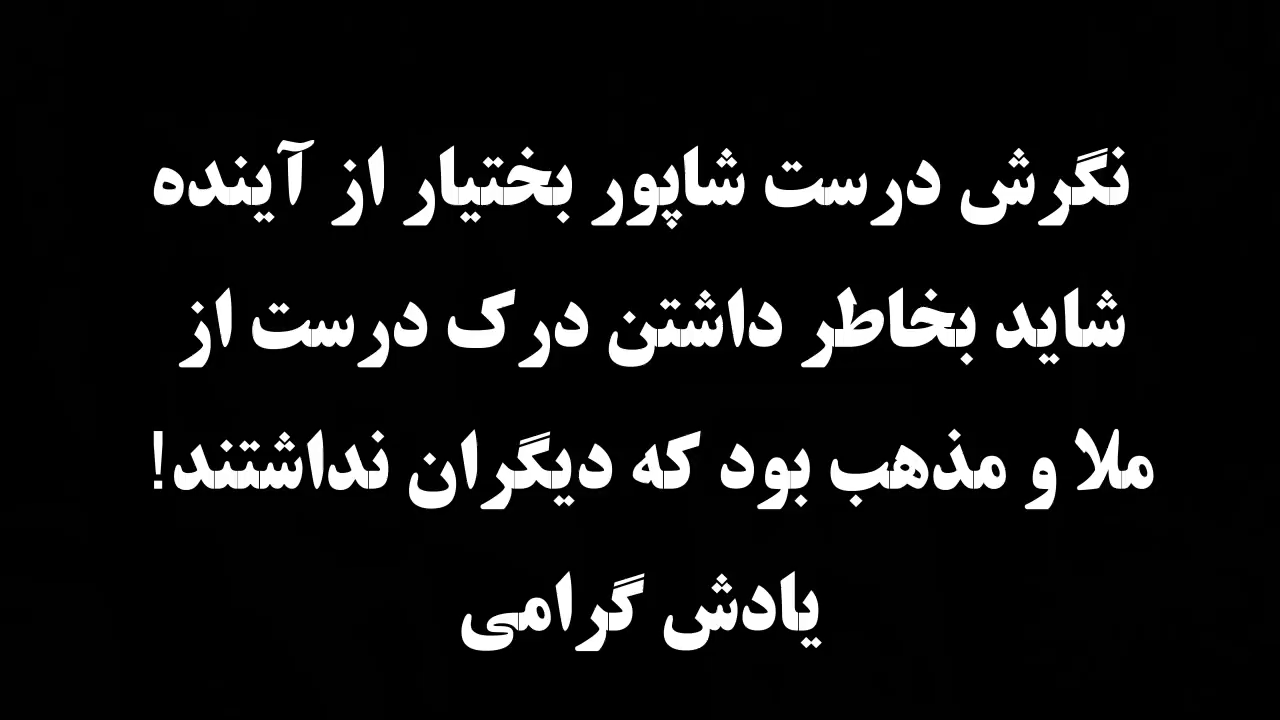 نگرش درست شاپور بختیار از آینده
شاید بخاطر داشتن درک درست از
ملا و مذهب بود که دیگران نداشتند!
یادش گرامی